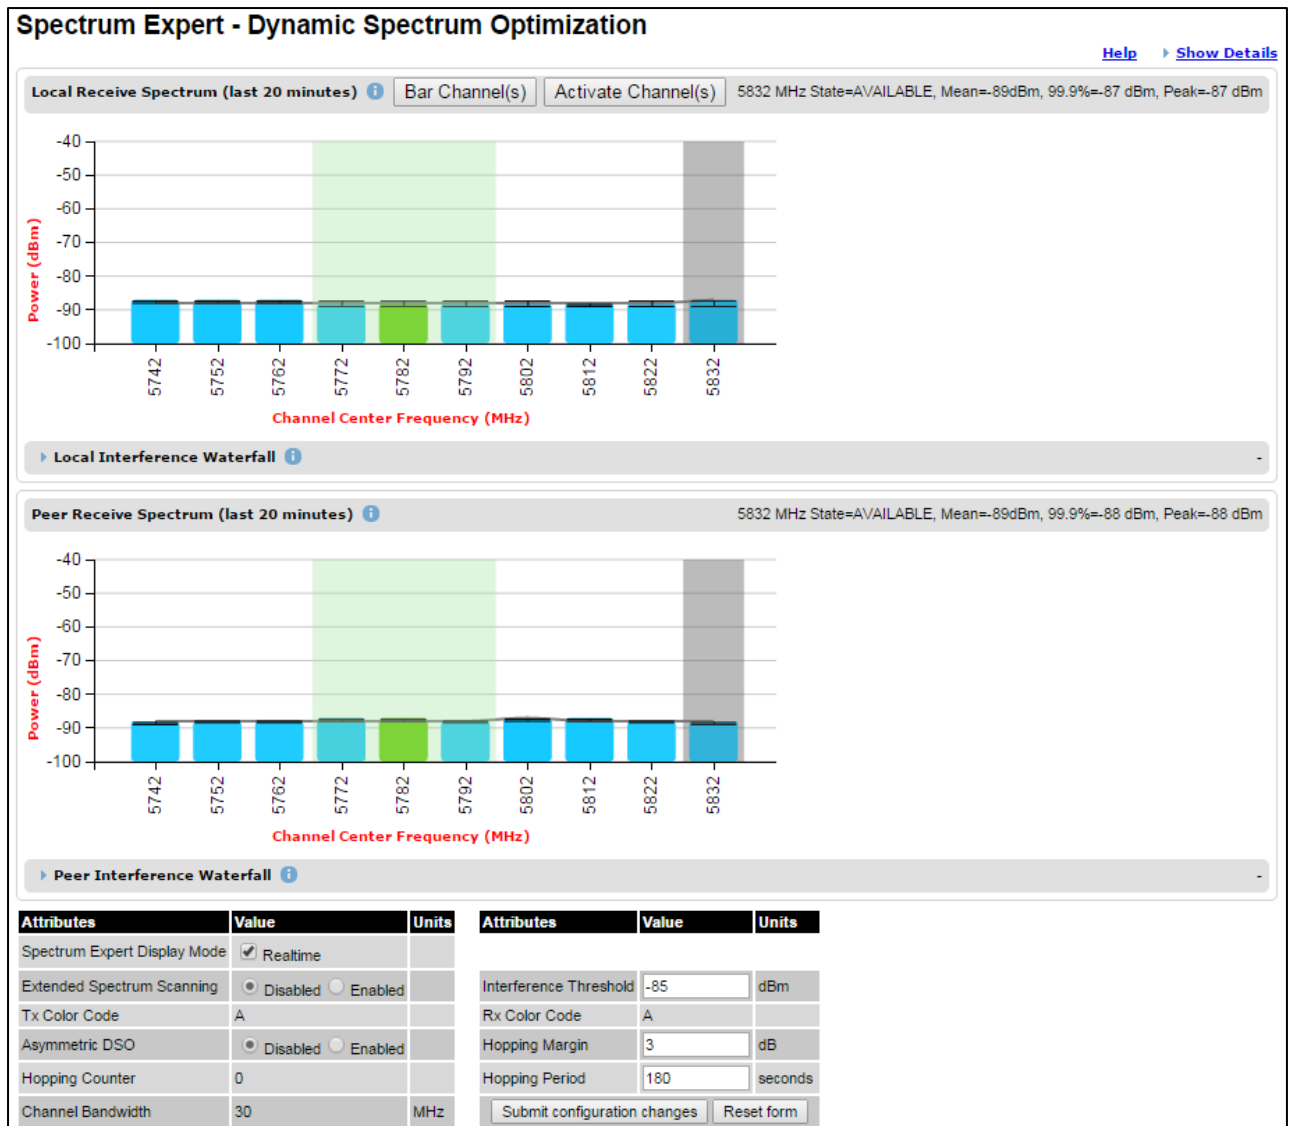 Spectrum Expert - Dynamic Spectrum Optimization
Help Show Details
Local Receive Spectrum (last 20 minutes) i Bar Channel(s) Activate Channel(s) 5832 MHz State=AVAILABLE, Mean=-89dBm, 99.9%=-87 dBm, Peak=-87 dBm
Power (dBm)
-40
-50
-60
-70
-80
-90
-100
5742 5752 5762 5772 5782 5792 5802 5812 5822 5832
Channel Center Frequency (MHz)
Local Interference Waterfall i -
Peer Receive Spectrum (last 20 minutes) i 5832 MHz State=AVAILABLE, Mean=-89dBm, 99.9%=-88 dBm, Peak=-88 dBm
Power (dBm)
-40
-50
-60
-70
-80
-90
-100
5742 5752 5762 5772 5782 5792 5802 5812 5822 5832
Channel Center Frequency (MHz)
Peer Interference Waterfall i -
Attributes Value Units Attributes Value Units
Spectrum Expert Display Mode Realtime
Extended Spectrum Scanning Disabled Enabled Interference Threshold -85 dBm
Tx Color Code A Rx Color Code A
Asymmetric DSO Disabled Enabled Hopping Margin 3 dB
Hopping Counter 0 Hopping Period 180 seconds
Channel Bandwidth 30 MHz Submit configuration changes Reset form